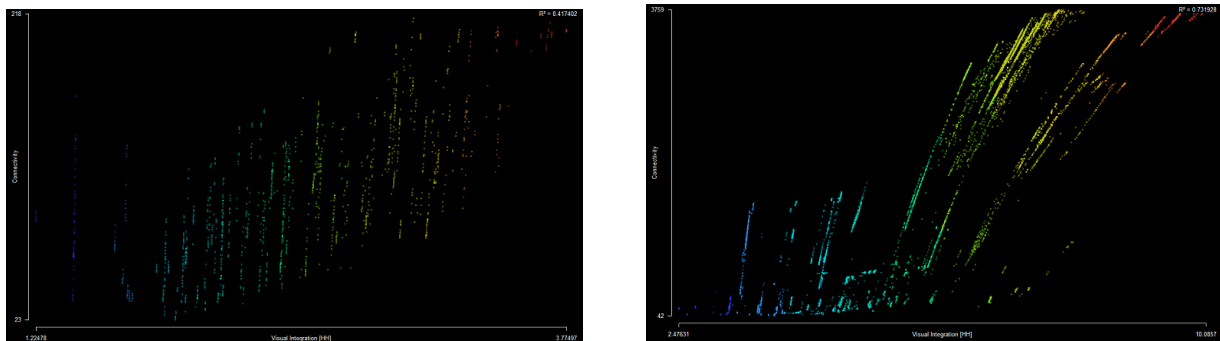 218
R² = 0.417402
Connectivity
23
1.22478
Visual Integration [HH]
3.77497
3759
R² = 0.731928
Connectivity
42
2.47631
Visual Integration [HH]
10.0857